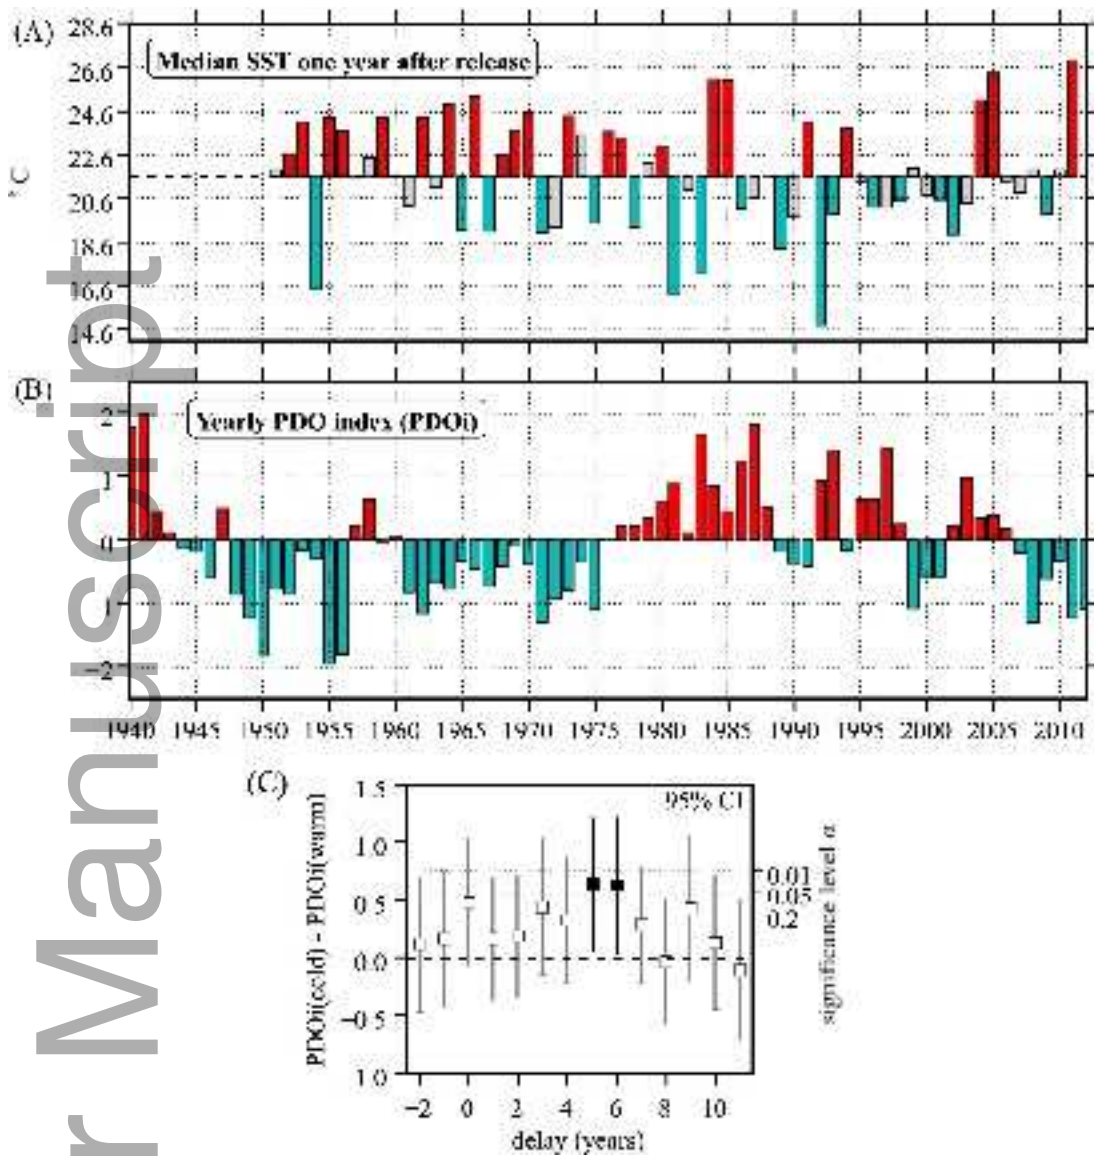 (A)
28.6
26.6
24.6
22.6
20.6
18.6
16.6
14.6
°C
Median SST one year after release
(B)
2
1
0
1
−2
Yearly PDO index (PDOi)
1940 1945 1950 1955 1960 1965 1970 1975 1980 1985 1990 1995 2000 2005 2010
(C)
1.5
1.0
0.5
0.0
−0.5
1.0
PDOi(cold) - PDOi(warm)
95% CI
0.01
0.05
0.2
significance level α
−2 0 2 4 6 8 10
delay (years)
r Manuscript